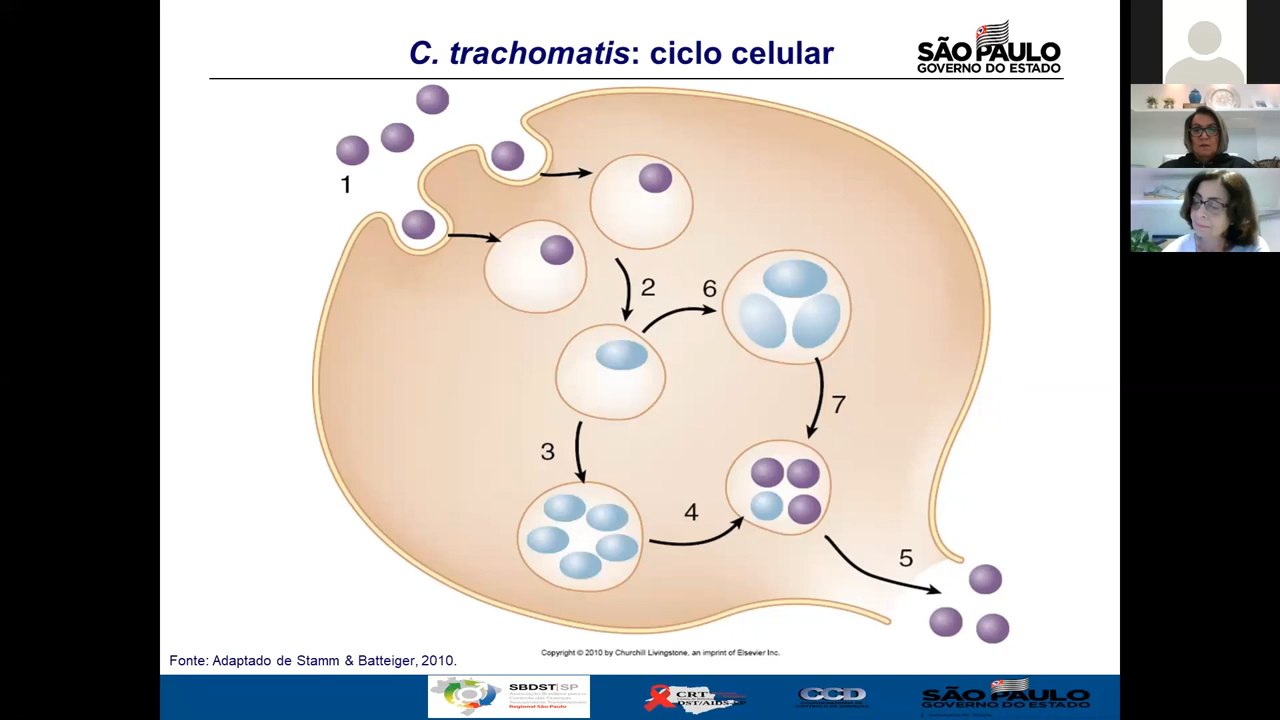 C. trachomatis: ciclo celular
SÃO PAULO
GOVERNO DO ESTADO
1
2
6
7
3
4
5
Copyright © 2010 by Churchill Livingstone, an imprint of Elsevier Inc.
Fonte: Adaptado de Stamm & Batteiger, 2010.
SBDST SP
Regional São Paulo
CRT
DST/AIDS-SP
CCD
SÃO PAULO
GOVERNO DO ESTADO